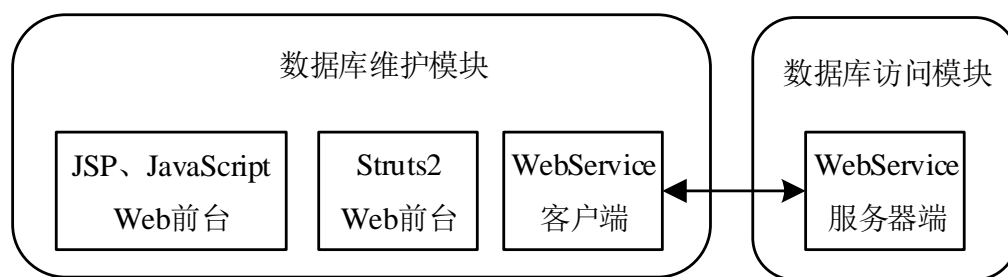 数据库维护模块
数据库访问模块
JSP、JavaScript
Web前台
Struts2
Web前台
WebService
客户端
WebService
服务器端